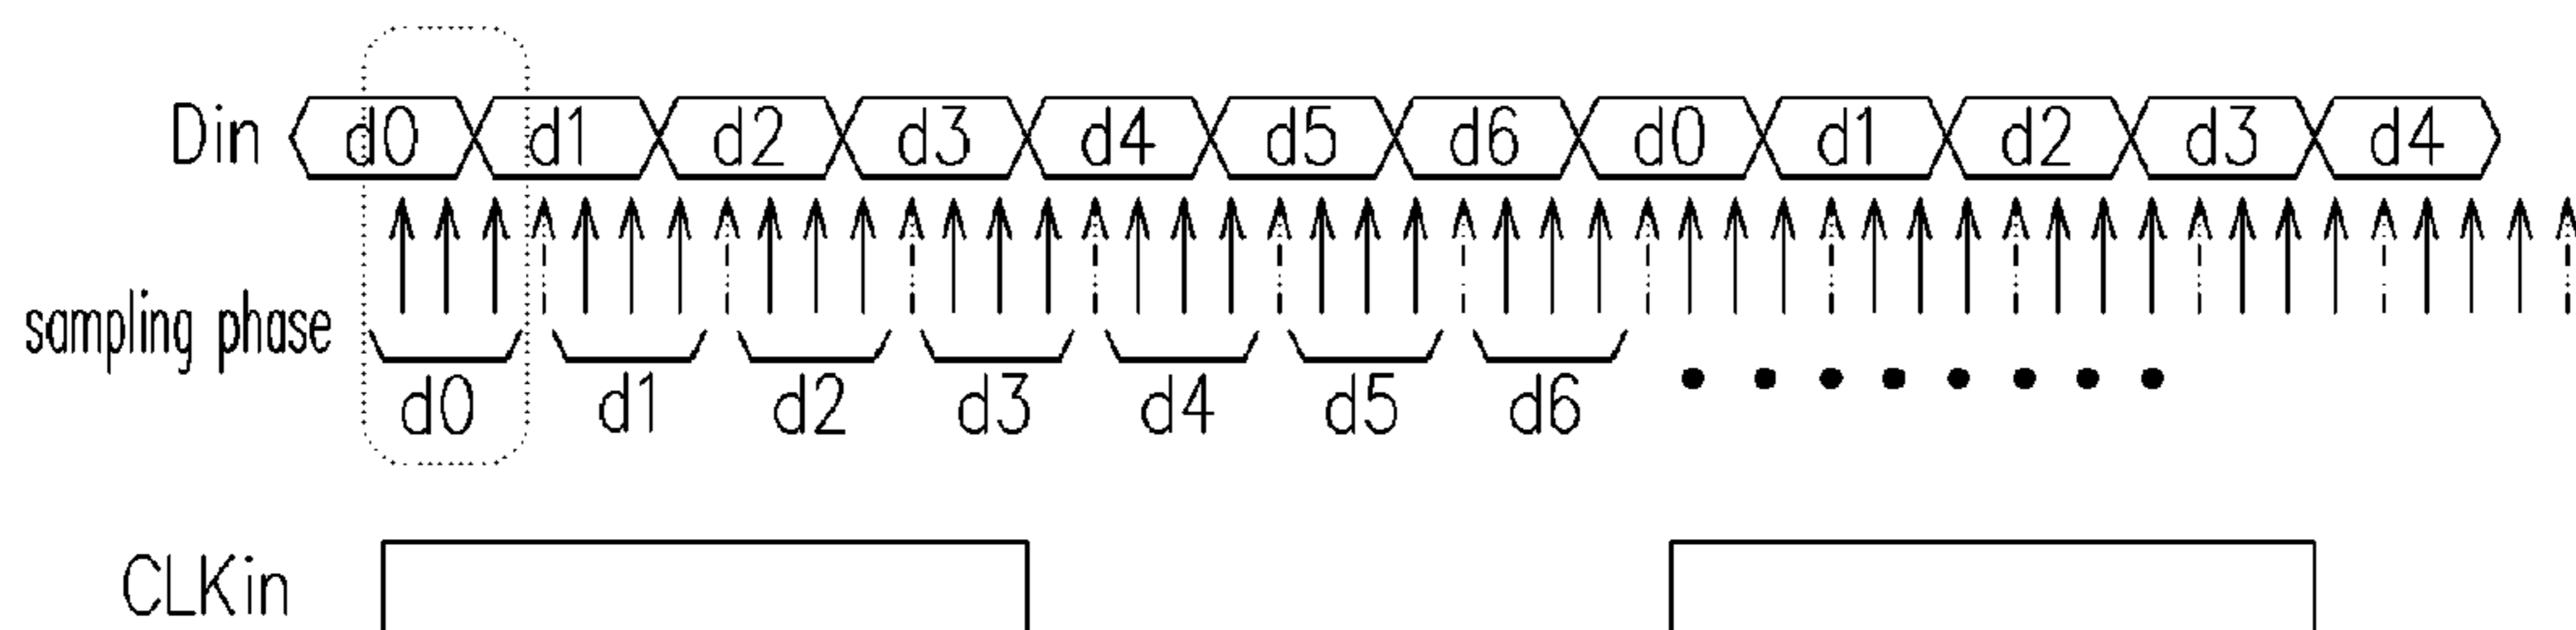 Din d0 d1 d2 d3 d4 d5 d6 d0 d1 d2 d3 d4
sampling phase
d0 d1 d2 d3 d4 d5 d6
CLKin